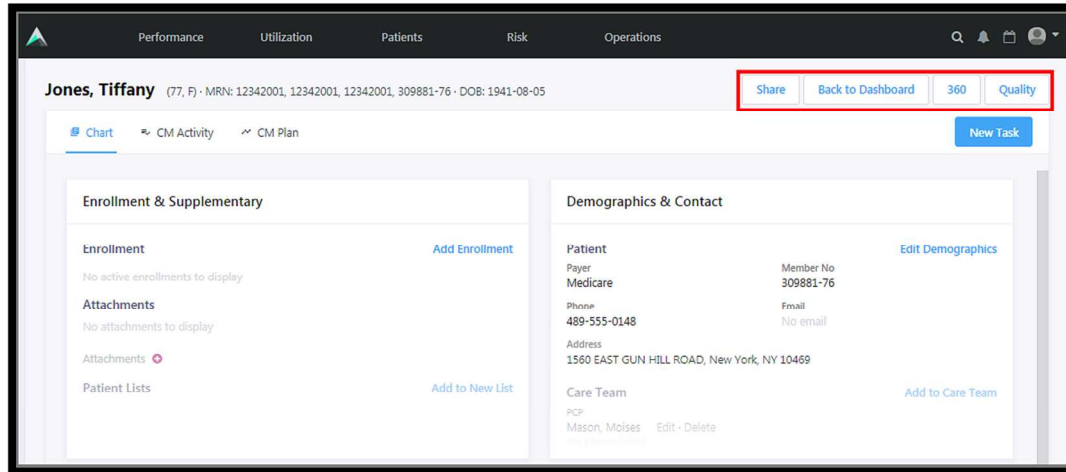 Performance Utilization Patients Risk Operations
Jones, Tiffany (77, F) · MRN: 12342001, 12342001, 12342001, 309881-76 · DOB: 1941-08-05
Share Back to Dashboard 360 Quality
Chart CM Activity CM Plan
New Task
Enrollment & Supplementary
Enrollment Add Enrollment
No active enrollments to display
Attachments
No attachments to display
Attachments
Patient Lists Add to New List
Demographics & Contact
Patient Edit Demographics
Payer Member No
Medicare 309881-76
Phone Email
489-555-0148 No email
Address
1560 EAST GUN HILL ROAD, New York, NY 10469
Care Team Add to Care Team
PCP
Mason, Moises Edit · Delete